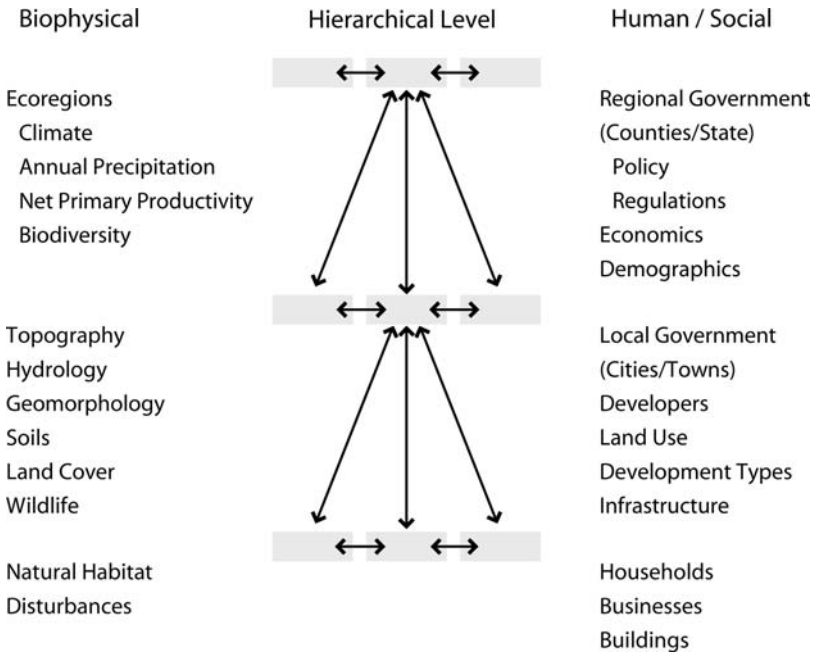 Biophysical
Hierarchical Level
Human / Social
Ecoregions
Climate
Annual Precipitation
Net Primary Productivity
Biodiversity
Regional Government
(Counties/State)
Policy
Regulations
Economics
Demographics
Topography
Hydrology
Geomorphology
Soils
Land Cover
Wildlife
Local Government
(Cities/Towns)
Developers
Land Use
Development Types
Infrastructure
Natural Habitat
Disturbances
Households
Businesses
Buildings